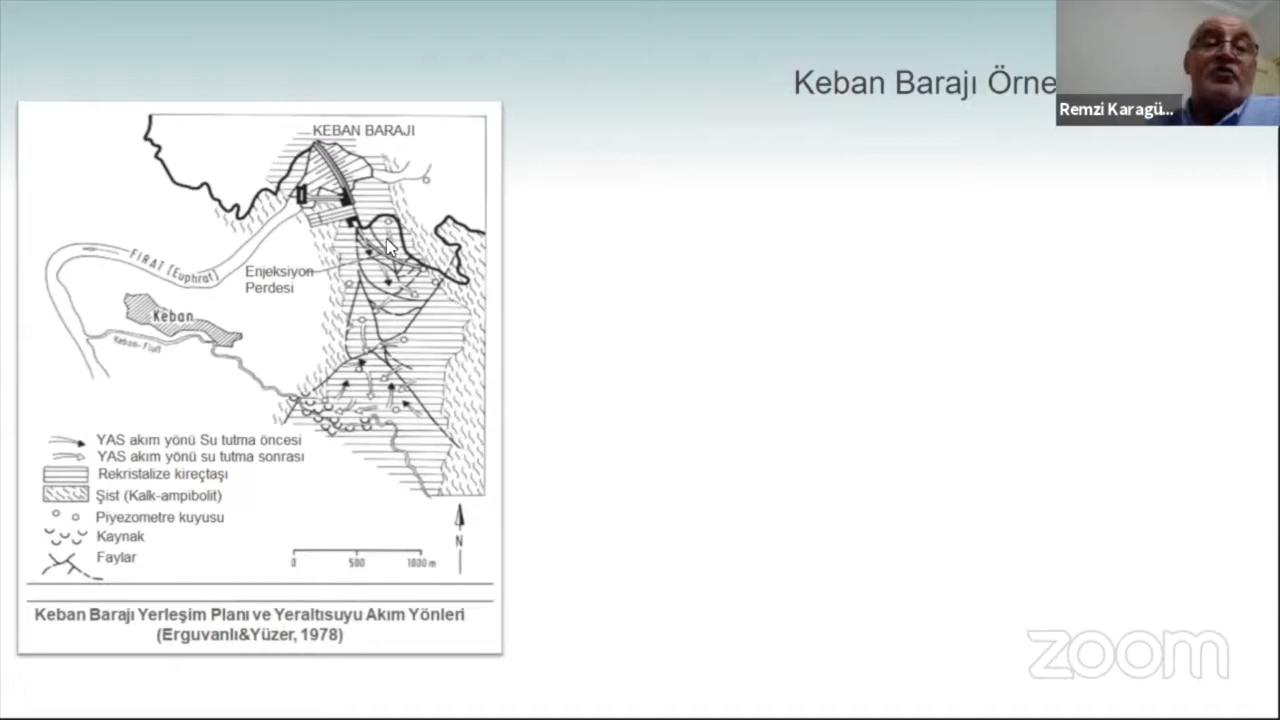 Keban Barajı Örne
Remzi Karagü...
KEBAN BARAJI
FIRAT (Euphrat)
Enjeksiyon
Perdesi
Keban
Keban-Fluß
YAS akım yönü Su tutma öncesi
YAS akım yönü su tutma sonrası
Rekristalize kireçtaşı
Şist (Kalk-ampibolit)
Piyezometre kuyusu
Kaynak
Faylar
N
0 500 1000 m
Keban Barajı Yerleşim Planı ve Yeraltısuyu Akım Yönleri
(Erguvanlı&Yüzer, 1978)
zoom